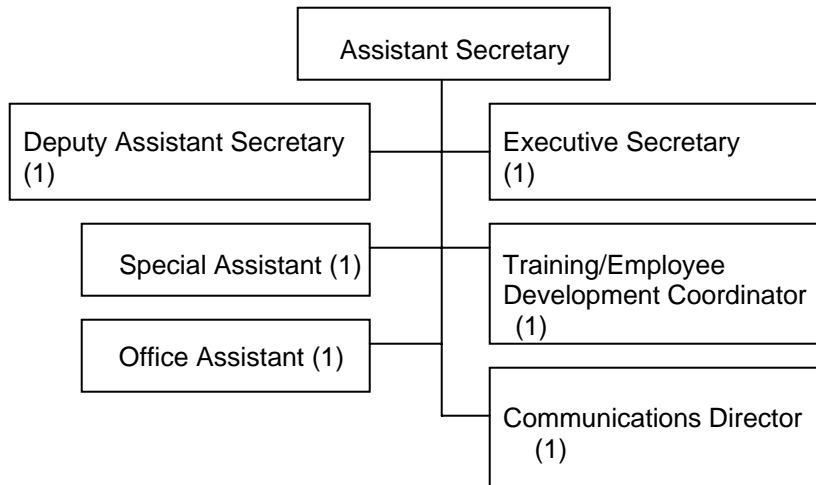 Assistant Secretary
Deputy Assistant Secretary
(1)
Executive Secretary
(1)
Special Assistant (1)
Training/Employee
Development Coordinator
(1)
Office Assistant (1)
Communications Director
(1)